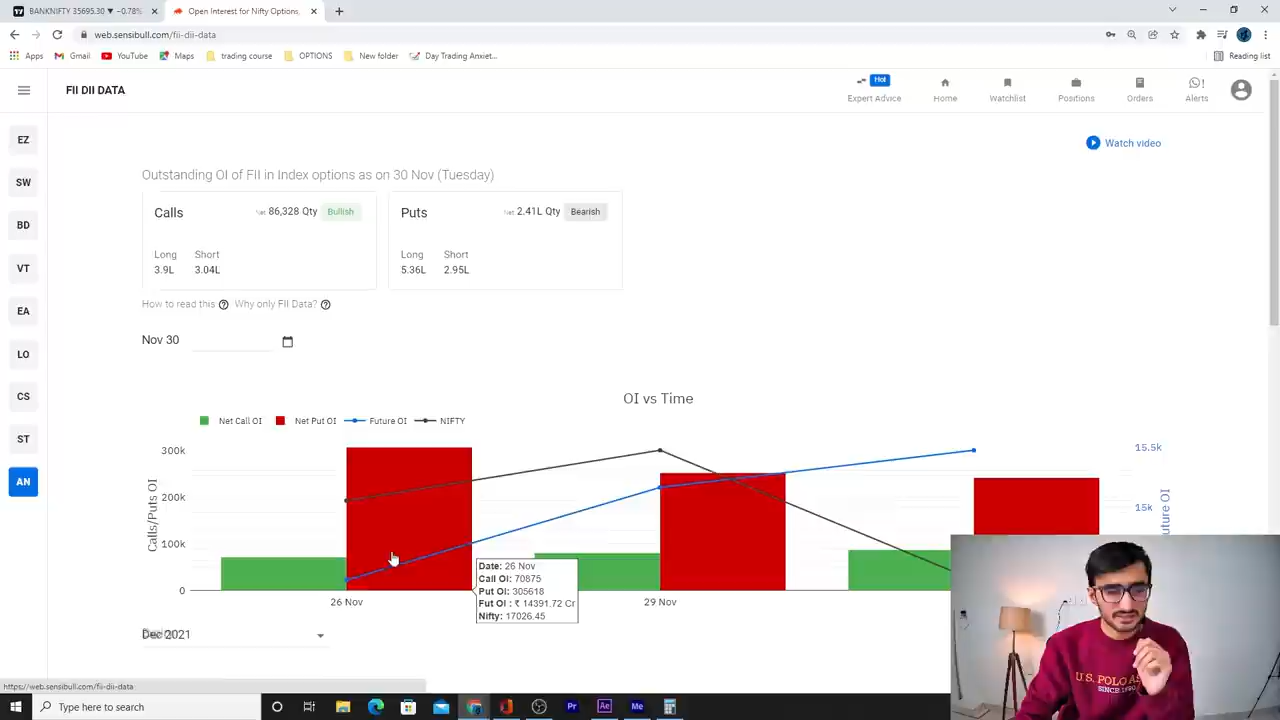 BANKNIFTY 35695.30 ▼ −0.78%
Open Interest for Nifty Options,
web.sensibull.com/fii-dii-data
Apps
Gmail
YouTube
Maps
trading course
OPTIONS
New folder
Day Trading Anxiet...
Reading list
FII DII DATA
Hot
Expert Advice
Home
Watchlist
Positions
Orders
Alerts
EZ
SW
BD
VT
EA
LO
CS
ST
AN
Watch video
Outstanding OI of FII in Index options as on 30 Nov (Tuesday)
Calls
Net 86,328 Qty Bullish
Long Short
3.9L 3.04L
Puts
Net 2.41L Qty Bearish
Long Short
5.36L 2.95L
How to read this Why only FII Data?
Nov 30
OI vs Time
Net Call OI Net Put OI Future OI NIFTY
Calls/Puts OI
300k
200k
100k
0
15.5k
15k
26 Nov
29 Nov
Date: 26 Nov
Call OI: 70875
Put OI: 305618
Fut OI : ₹ 14391.72 Cr
Nifty: 17026.45
Dec 2021
https://web.sensibull.com/fii-dii-data
U.S. POLO AS
SINCE 1890
Type here to search